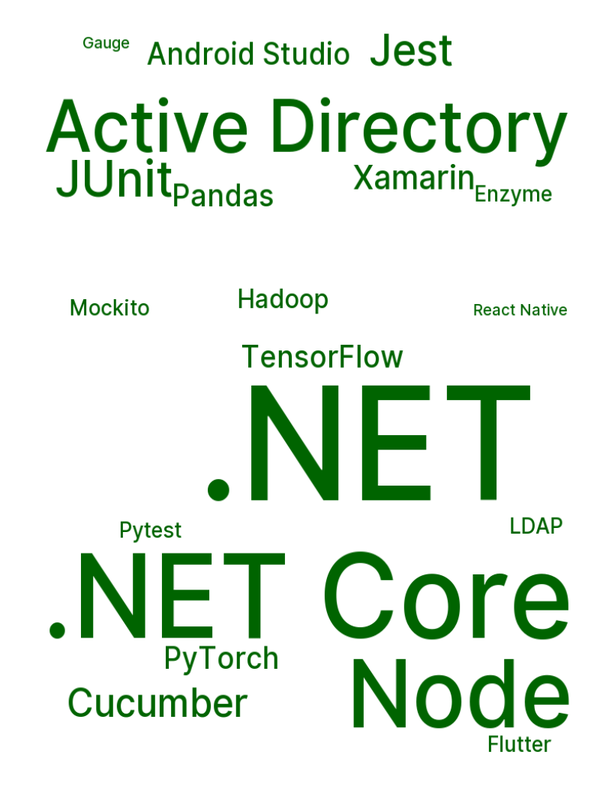 Gauge
Android Studio
Jest
Active Directory
JUnit
Pandas
Xamarin
Enzyme
Mockito
Hadoop
React Native
TensorFlow
.NET
Pytest
LDAP
.NET Core
PyTorch
Node
Cucumber
Flutter